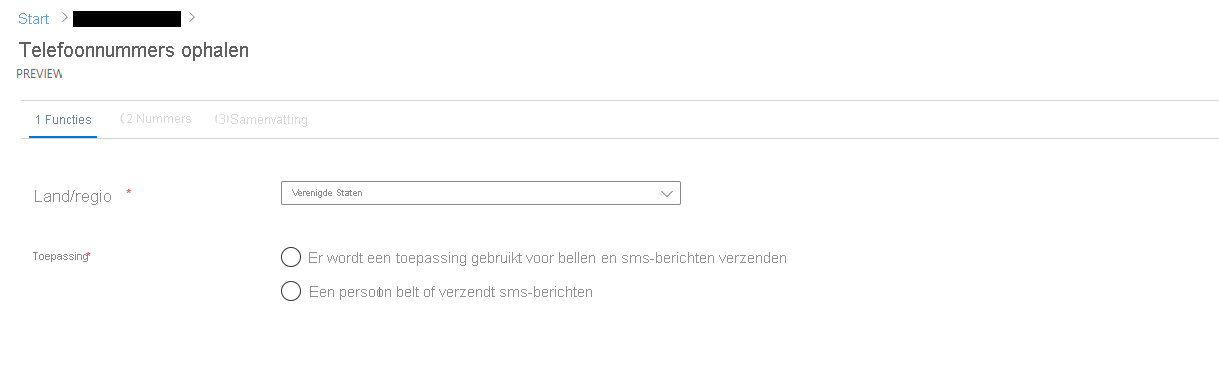 Start
Telefoonnummers ophalen
PREVIEW
1 Functies (2 Nummers (3)Samenvatting
Land/regio * Verenigde Staten
Toepassing* Er wordt een toepassing gebruikt voor bellen en sms-berichten verzenden
Een persoon belt of verzendt sms-berichten